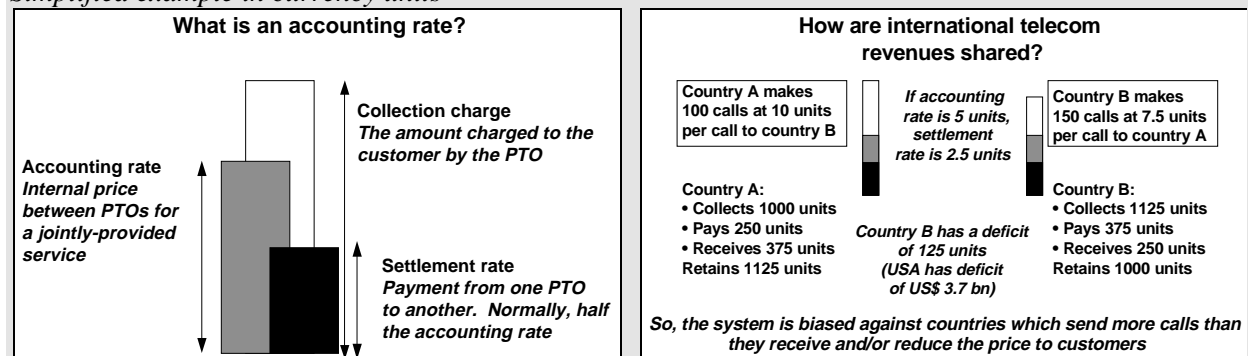 Simplified example in currency units
What is an accounting rate?
Collection charge
The amount charged to the
customer by the PTO
Accounting rate
Internal price
between PTOs for
a jointly-provided
service
Settlement rate
Payment from one PTO
to another. Normally, half
the accounting rate
How are international telecom
revenues shared?
Country A makes
100 calls at 10 units
per call to country B
If accounting
rate is 5 units,
settlement
rate is 2.5 units
Country B makes
150 calls at 7.5 units
per call to country A
Country A:
• Collects 1000 units
• Pays 250 units
• Receives 375 units
Retains 1125 units
Country B has a deficit
of 125 units
(USA has deficit
of US$ 3.7 bn)
Country B:
• Collects 1125 units
• Pays 375 units
• Receives 250 units
Retains 1000 units
So, the system is biased against countries which send more calls than
they receive and/or reduce the price to customers